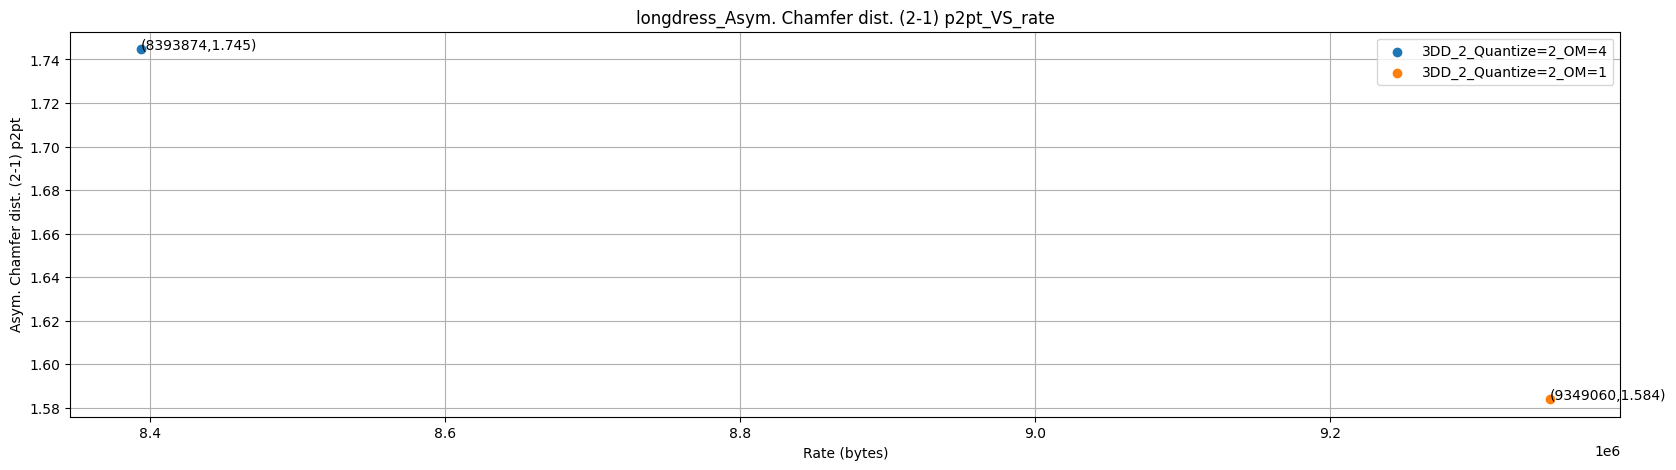 longdress_Asym. Chamfer dist. (2-1) p2pt_VS_rate
(8393874,1.745)
3DD_2_Quantize=2_OM=4
3DD_2_Quantize=2_OM=1
Asym. Chamfer dist. (2-1) p2pt
1.74
1.72
1.70
1.68
1.66
1.64
1.62
1.60
1.58
(9349060,1.584)
8.4
8.6
8.8
9.0
9.2
1e6
Rate (bytes)